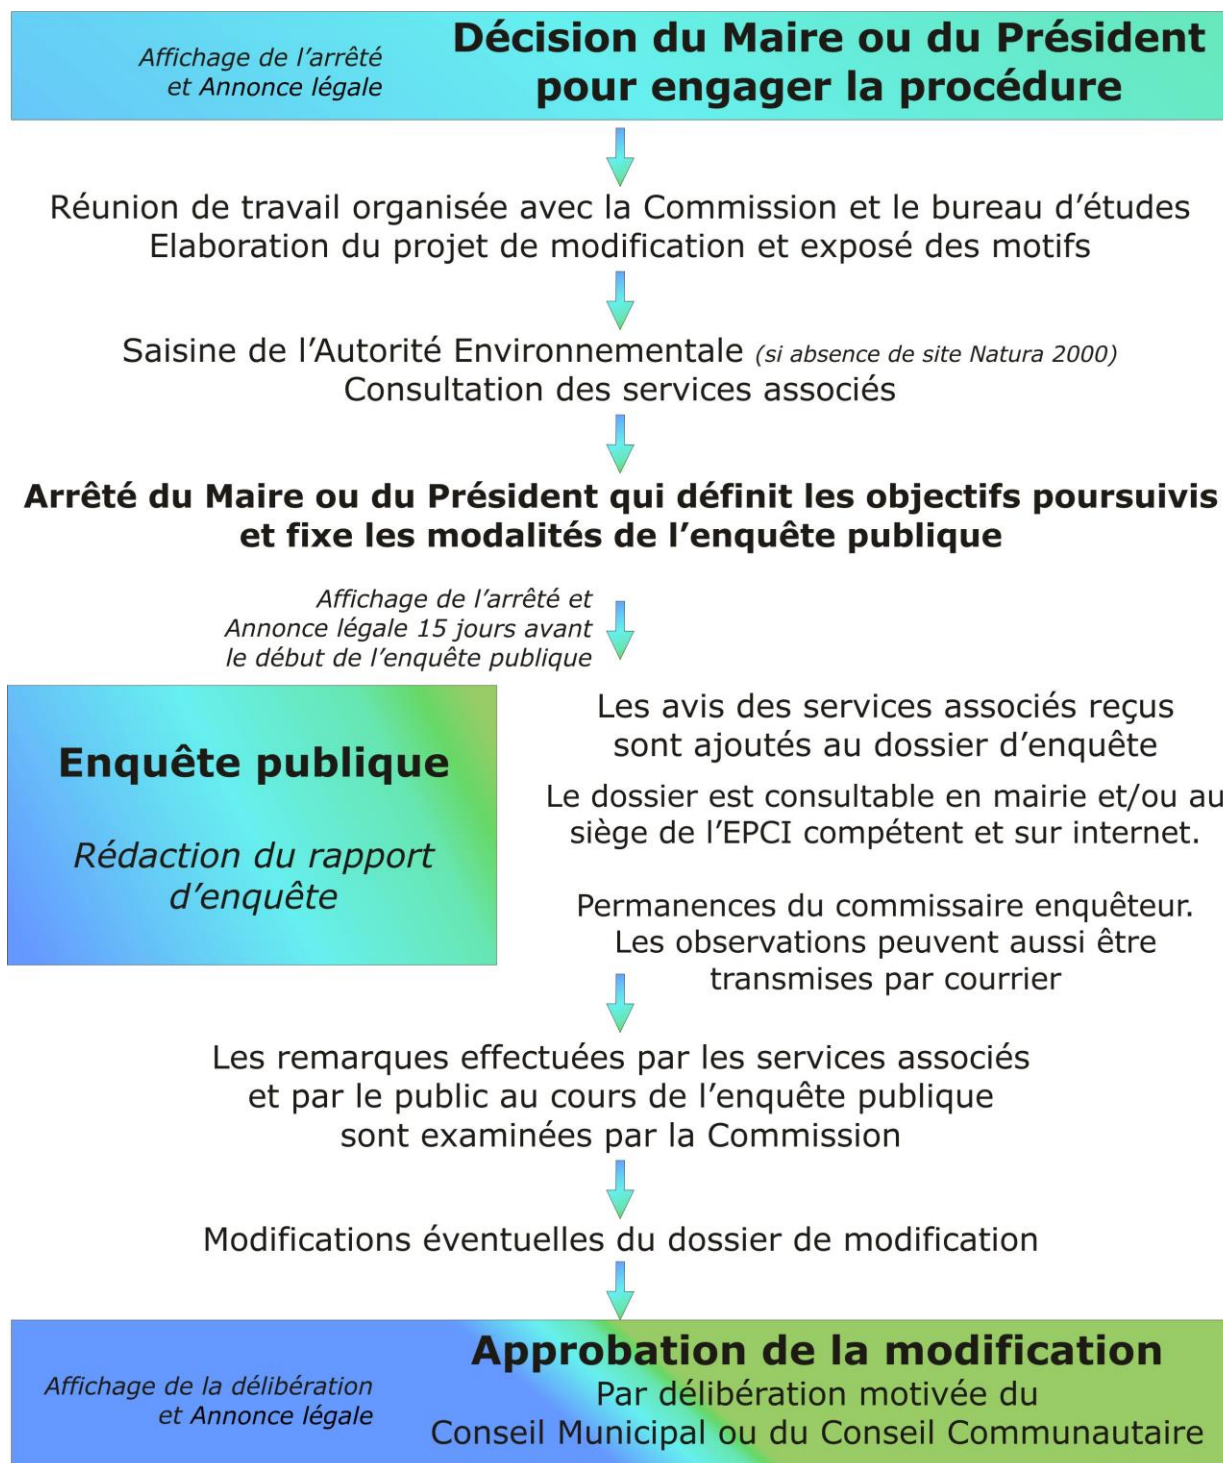 Affichage de l’arrêté
et Annonce légale
Décision du Maire ou du Président
pour engager la procédure
Réunion de travail organisée avec la Commission et le bureau d’études
Elaboration du projet de modification et exposé des motifs
Saisine de l’Autorité Environnementale (si absence de site Natura 2000)
Consultation des services associés
Arrêté du Maire ou du Président qui définit les objectifs poursuivis
et fixe les modalités de l’enquête publique
Affichage de l’arrêté et
Annonce légale 15 jours avant
le début de l’enquête publique
Enquête publique
Rédaction du rapport
d’enquête
Les avis des services associés reçus
sont ajoutés au dossier d’enquête
Le dossier est consultable en mairie et/ou au
siège de l’EPCI compétent et sur internet.
Permanences du commissaire enquêteur.
Les observations peuvent aussi être
transmises par courrier
Les remarques effectuées par les services associés
et par le public au cours de l’enquête publique
sont examinées par la Commission
Modifications éventuelles du dossier de modification
Affichage de la délibération
et Annonce légale
Approbation de la modification
Par délibération motivée du
Conseil Municipal ou du Conseil Communautaire